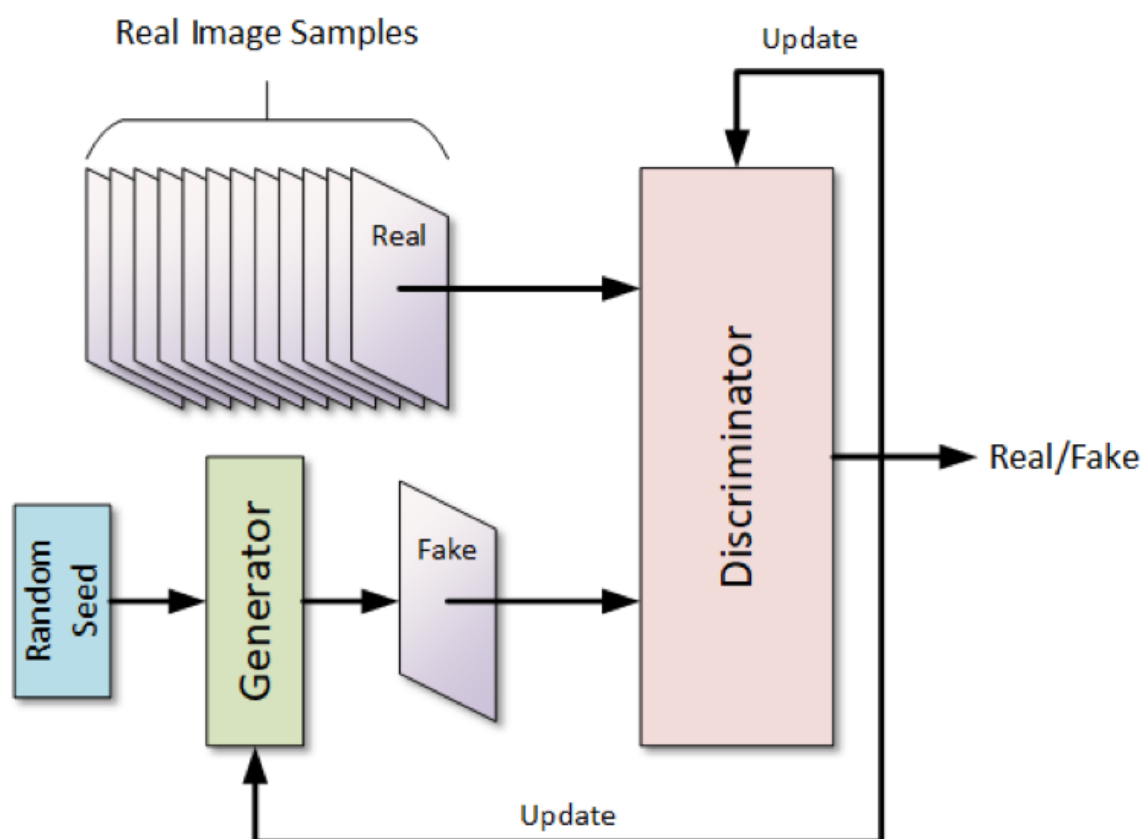 Real Image Samples
Update
Real
Discriminator
Real/Fake
Random
Seed
Generator
Fake
Update